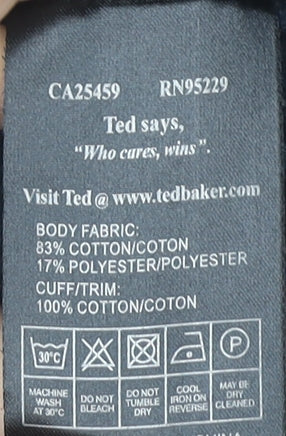 CA25459 RN95229
Ted says,
"Who cares, wins".
Visit Ted @ www.tedbaker.com
BODY FABRIC:
83% COTTON/COTON
17% POLYESTER/POLYESTER
CUFF/TRIM:
100% COTTON/COTON
30°C P
MACHINE WASH AT 30°C
DO NOT BLEACH
DO NOT TUMBLE DRY
COOL IRON ON REVERSE
MAY BE DRY CLEANED